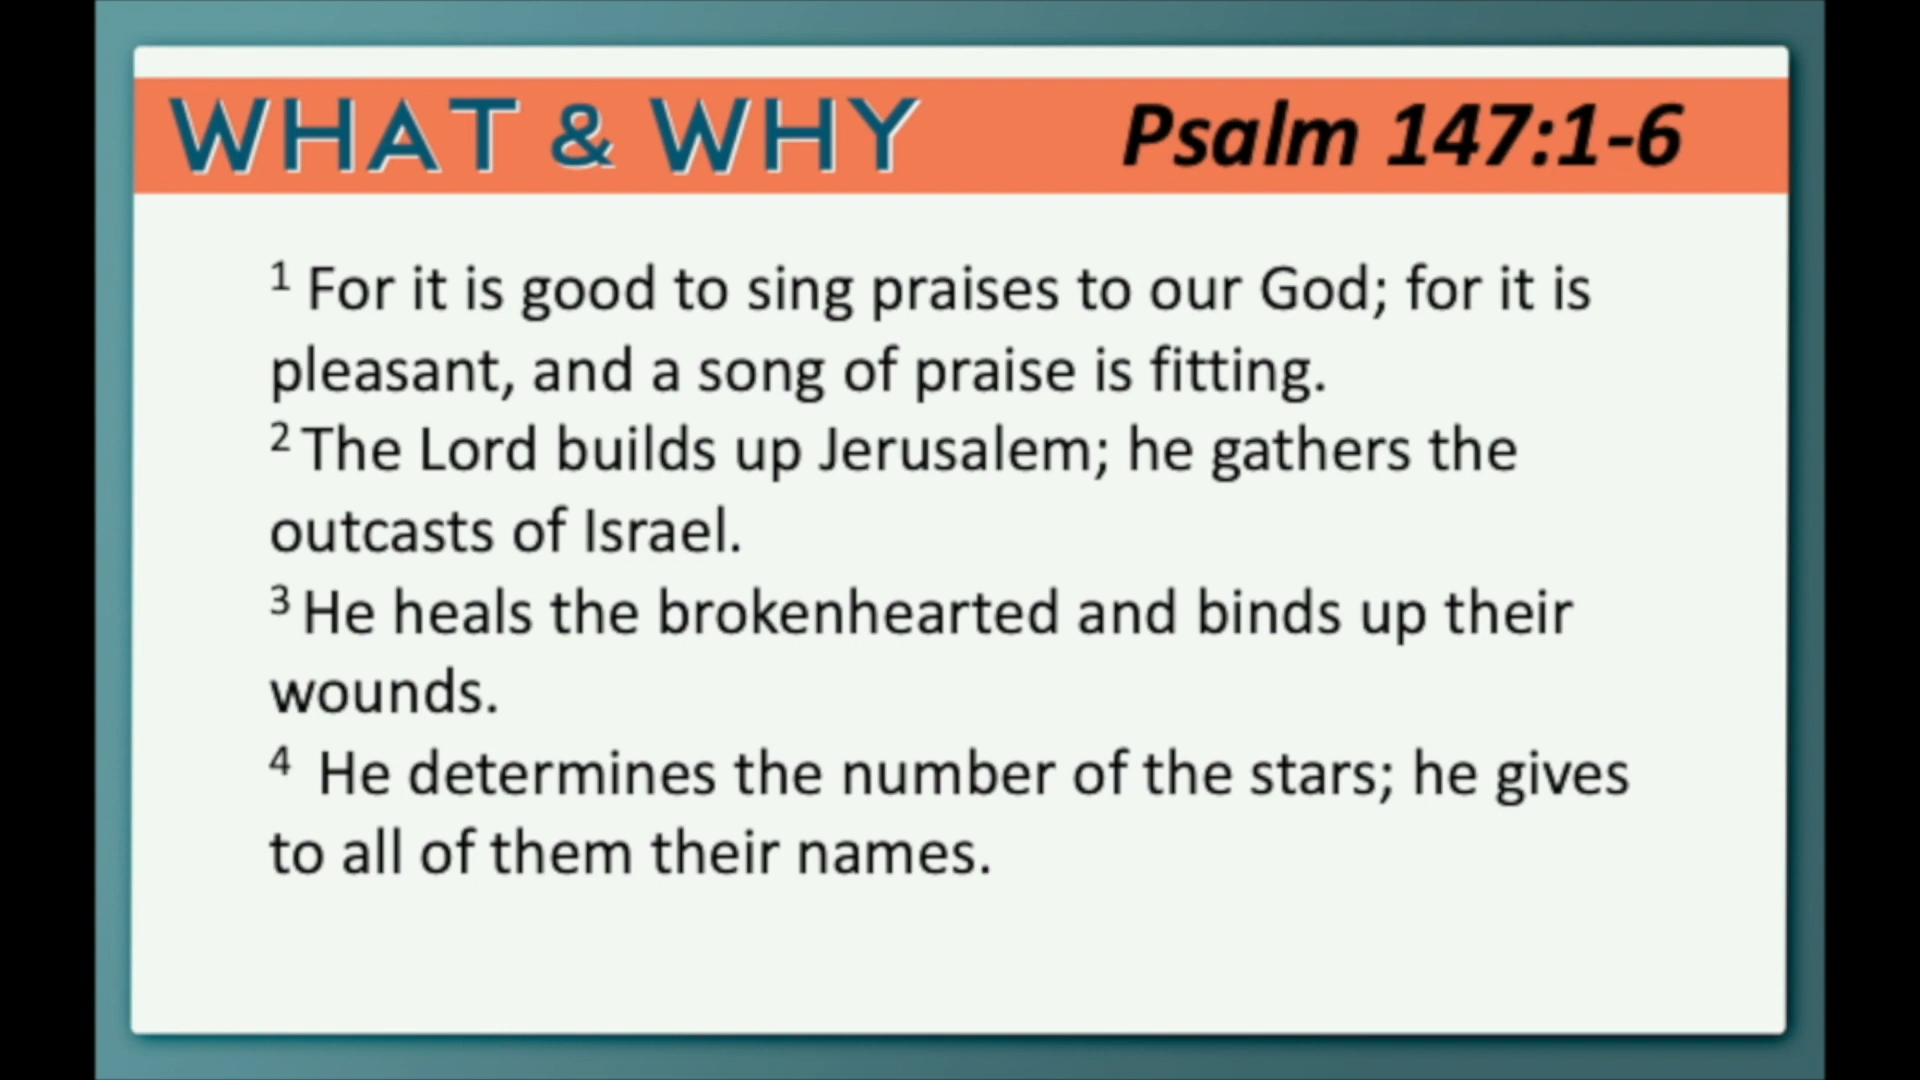 WHAT & WHY
Psalm 147:1-6
1 For it is good to sing praises to our God; for it is
pleasant, and a song of praise is fitting.
2 The Lord builds up Jerusalem; he gathers the
outcasts of Israel.
3 He heals the brokenhearted and binds up their
wounds.
4 He determines the number of the stars; he gives
to all of them their names.